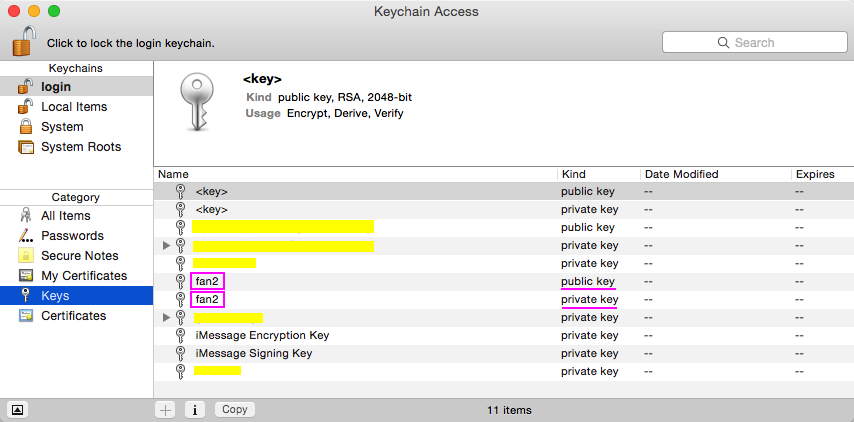 Keychain Access
Click to lock the login keychain.
Search
Keychains
login
Local Items
System
System Roots
Category
All Items
Passwords
Secure Notes
My Certificates
Keys
Certificates
<key>
Kind public key, RSA, 2048-bit
Usage Encrypt, Derive, Verify
Name Kind Date Modified Expires
<key> public key -- --
<key> private key -- --
public key -- --
private key -- --
private key -- --
fan2 public key -- --
fan2 private key -- --
private key -- --
iMessage Encryption Key private key -- --
iMessage Signing Key private key -- --
private key -- --
+ i Copy 11 items